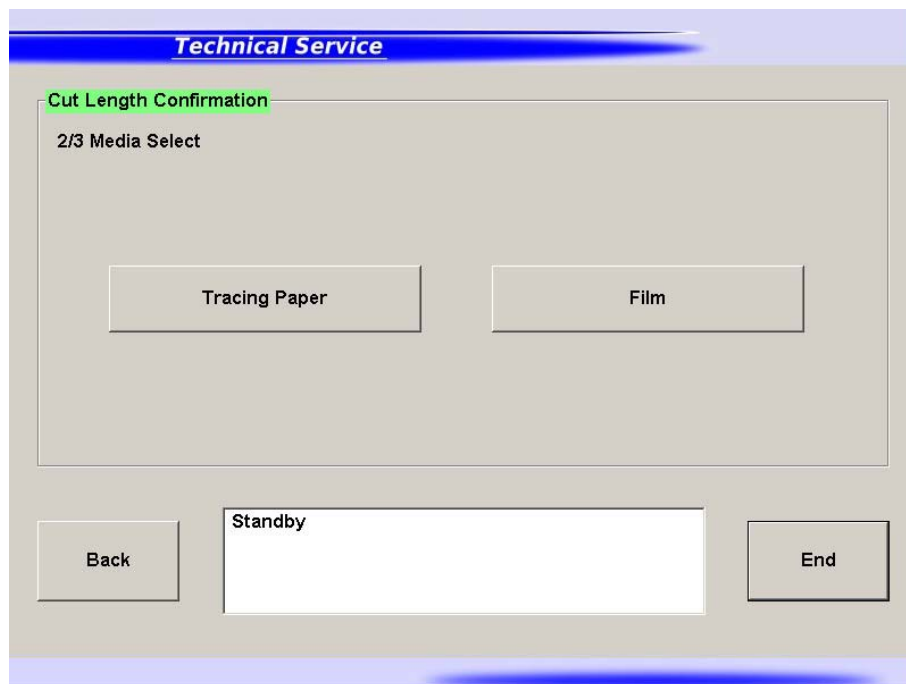 Technical Service
Cut Length Confirmation
2/3 Media Select
Tracing Paper
Film
Standby
Back
End